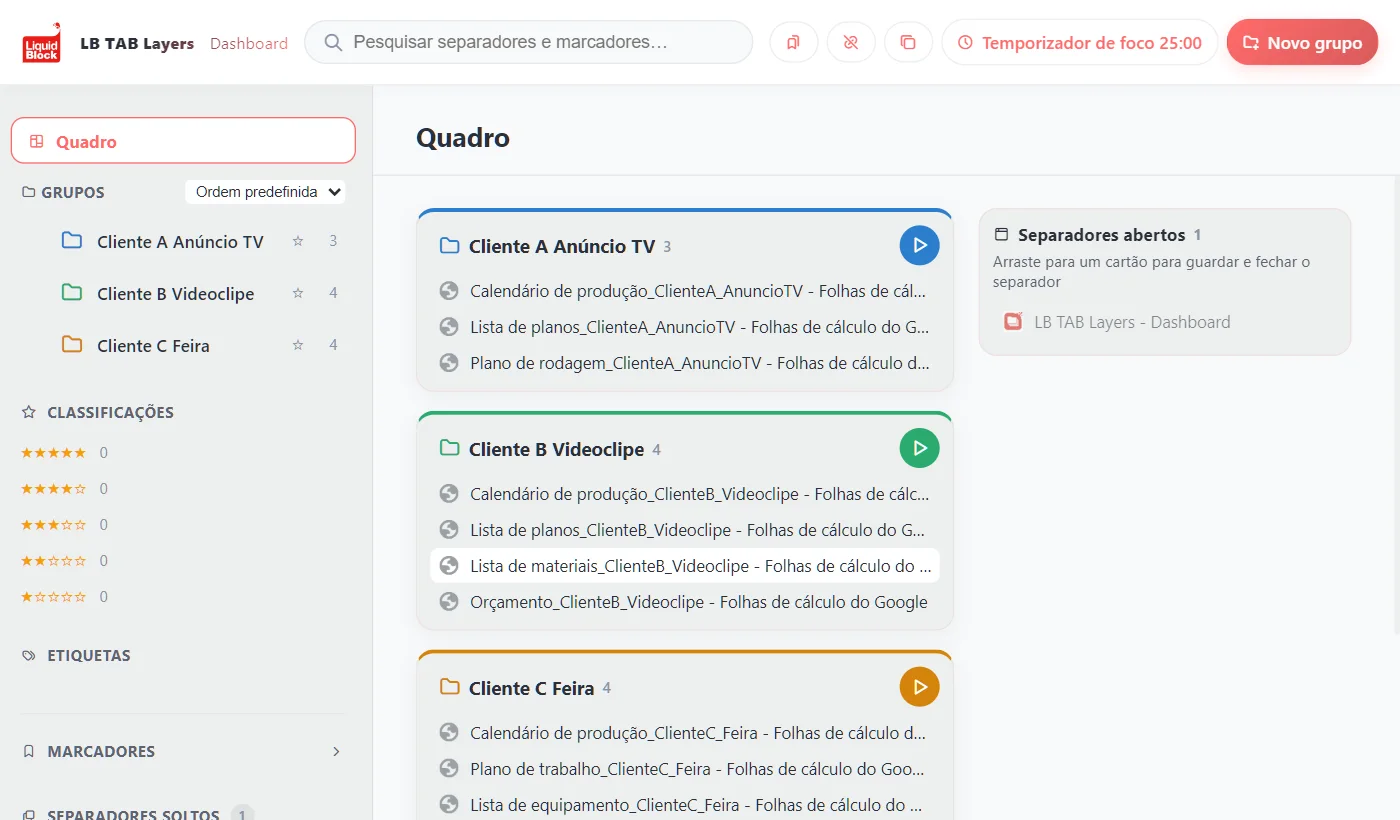 Liquid Block
LB TAB Layers
Dashboard
Pesquisar separadores e marcadores…
Temporizador de foco 25:00
Novo grupo
Quadro
GRUPOS
Ordem predefinida
Cliente A Anúncio TV ☆ 3
Cliente B Videoclipe ☆ 4
Cliente C Feira ☆ 4
CLASSIFICAÇÕES
★★★★★ 0
★★★★☆ 0
★★★☆☆ 0
★★☆☆☆ 0
★☆☆☆☆ 0
ETIQUETAS
MARCADORES
SEPARADORES SOLTOS 1
Quadro
Cliente A Anúncio TV 3
Calendário de produção_ClienteA_AnuncioTV - Folhas de cál...
Lista de planos_ClienteA_AnuncioTV - Folhas de cálculo do G...
Plano de rodagem_ClienteA_AnuncioTV - Folhas de cálculo d...
Cliente B Videoclipe 4
Calendário de produção_ClienteB_Videoclipe - Folhas de cálc...
Lista de planos_ClienteB_Videoclipe - Folhas de cálculo do G...
Lista de materiais_ClienteB_Videoclipe - Folhas de cálculo do ...
Orçamento_ClienteB_Videoclipe - Folhas de cálculo do Google
Cliente C Feira 4
Calendário de produção_ClienteC_Feira - Folhas de cálculo d...
Plano de trabalho_ClienteC_Feira - Folhas de cálculo do Goo...
Lista de equipamento_ClienteC_Feira - Folhas de cálculo do ...
Separadores abertos 1
Arraste para um cartão para guardar e fechar o
separador
LB TAB Layers - Dashboard